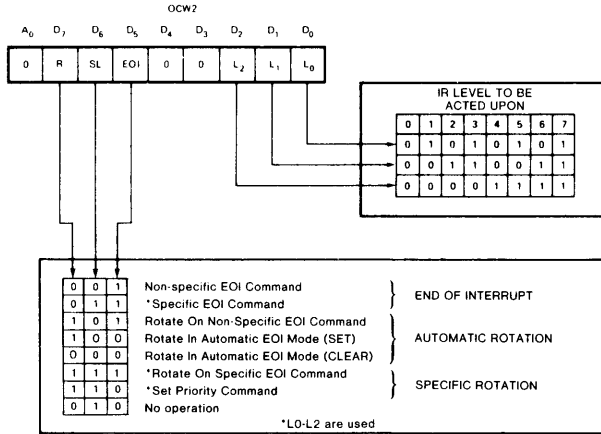 OCW2
A0 D7 D6 D5 D4 D3 D2 D1 D0
0 R SL EOI 0 0 L2 L1 L0
IR LEVEL TO BE
ACTED UPON
0 1 2 3 4 5 6 7
0 1 0 1 0 1 0 1
0 0 1 1 0 0 1 1
0 0 0 0 1 1 1 1
0 0 1 Non-specific EOI Command
0 1 1 *Specific EOI Command
END OF INTERRUPT
1 0 1 Rotate On Non-Specific EOI Command
1 0 0 Rotate In Automatic EOI Mode (SET)
0 0 0 Rotate In Automatic EOI Mode (CLEAR)
AUTOMATIC ROTATION
1 1 1 *Rotate On Specific EOI Command
1 1 0 *Set Priority Command
SPECIFIC ROTATION
0 1 0 No operation
*L0-L2 are used